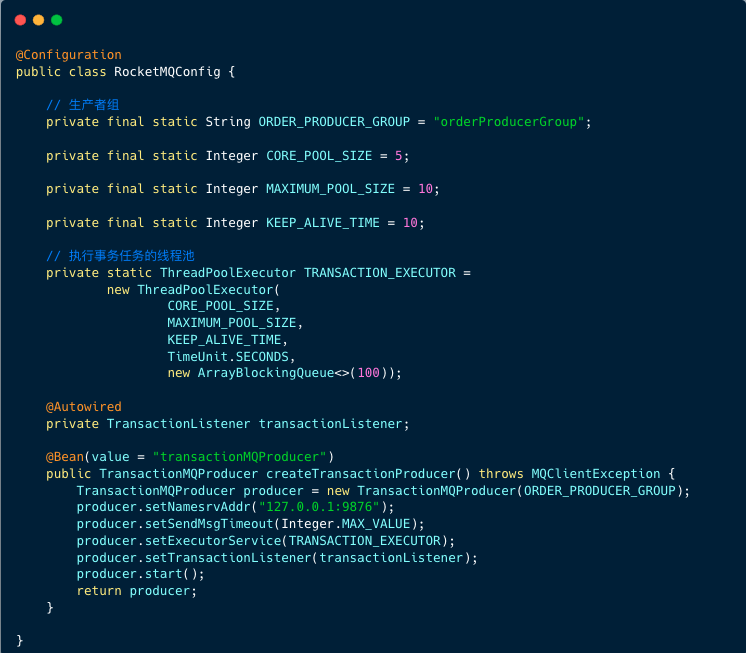 @Configuration
public class RocketMQConfig {
    // 生产者组
    private final static String ORDER_PRODUCER_GROUP = "orderProducerGroup";
    private final static Integer CORE_POOL_SIZE = 5;
    private final static Integer MAXIMUM_POOL_SIZE = 10;
    private final static Integer KEEP_ALIVE_TIME = 10;
    // 执行事务任务的线程池
    private static ThreadPoolExecutor TRANSACTION_EXECUTOR =
            new ThreadPoolExecutor(
                    CORE_POOL_SIZE,
                    MAXIMUM_POOL_SIZE,
                    KEEP_ALIVE_TIME,
                    TimeUnit.SECONDS,
                    new ArrayBlockingQueue<>(100));
    @Autowired
    private TransactionListener transactionListener;
    @Bean(value = "transactionMQProducer")
    public TransactionMQProducer createTransactionProducer() throws MQClientException {
        TransactionMQProducer producer = new TransactionMQProducer(ORDER_PRODUCER_GROUP);
        producer.setNamesrvAddr("127.0.0.1:9876");
        producer.setSendMsgTimeout(Integer.MAX_VALUE);
        producer.setExecutorService(TRANSACTION_EXECUTOR);
        producer.setTransactionListener(transactionListener);
        producer.start();
        return producer;
    }
}